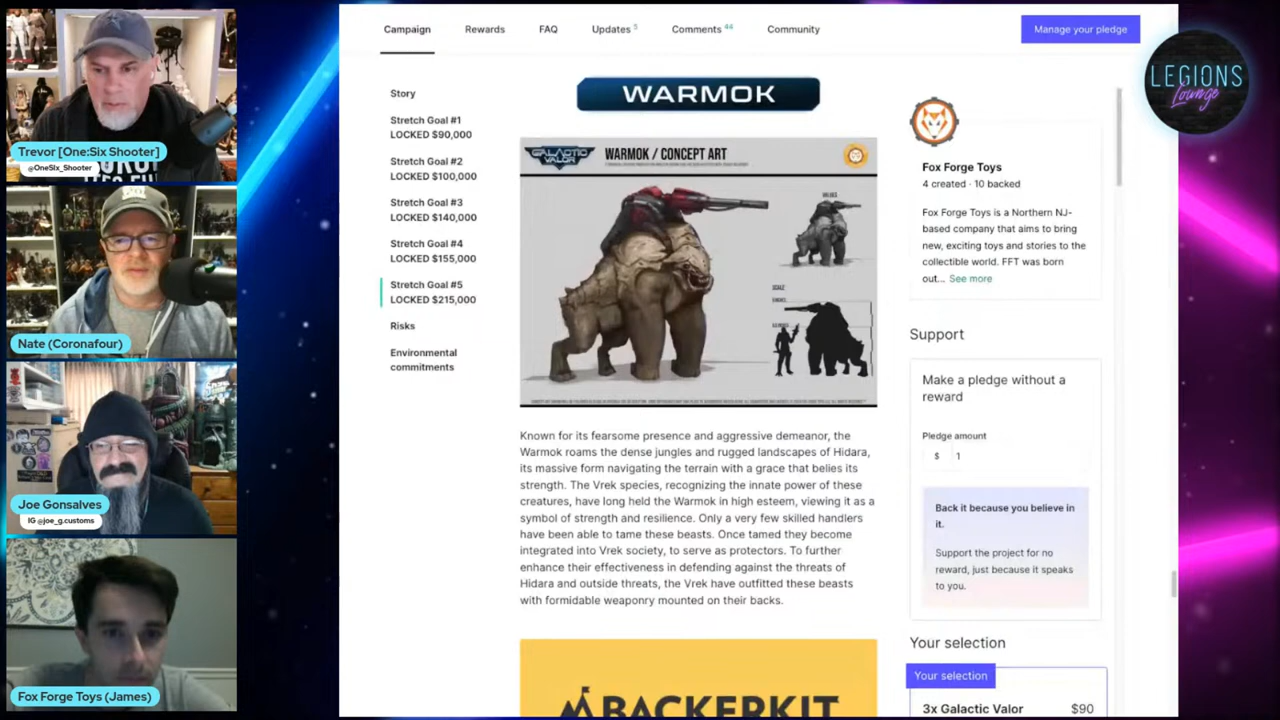 Trevor [One:Six Shooter]
@OneSIx_Shooter
Nate (Coronafour)
Joe Gonsalves
IG @joe_g.customs
Fox Forge Toys (James)
Campaign
Rewards
FAQ
Updates 5
Comments 44
Community
Manage your pledge
LEGIONS
Lounge
Story
Stretch Goal #1
LOCKED $90,000
Stretch Goal #2
LOCKED $100,000
Stretch Goal #3
LOCKED $140,000
Stretch Goal #4
LOCKED $155,000
Stretch Goal #5
LOCKED $215,000
Risks
Environmental
commitments
WARMOK
GALACTIC
VALOR
WARMOK / CONCEPT ART
SCALE
Known for its fearsome presence and aggressive demeanor, the
Warmok roams the dense jungles and rugged landscapes of Hidara,
its massive form navigating the terrain with a grace that belies its
strength. The Vrek species, recognizing the innate power of these
creatures, have long held the Warmok in high esteem, viewing it as a
symbol of strength and resilience. Only a very few skilled handlers
have been able to tame these beasts. Once tamed they become
integrated into Vrek society, to serve as protectors. To further
enhance their effectiveness in defending against the threats of
Hidara and outside threats, the Vrek have outfitted these beasts
with formidable weaponry mounted on their backs.
BACKERKIT
Fox Forge Toys
4 created · 10 backed
Fox Forge Toys is a Northern NJ-
based company that aims to bring
new, exciting toys and stories to the
collectible world. FFT was born
out... See more
Support
Make a pledge without a
reward
Pledge amount
$ 1
Back it because you believe in
it.
Support the project for no
reward, just because it speaks
to you.
Your selection
Your selection
3x Galactic Valor
$90